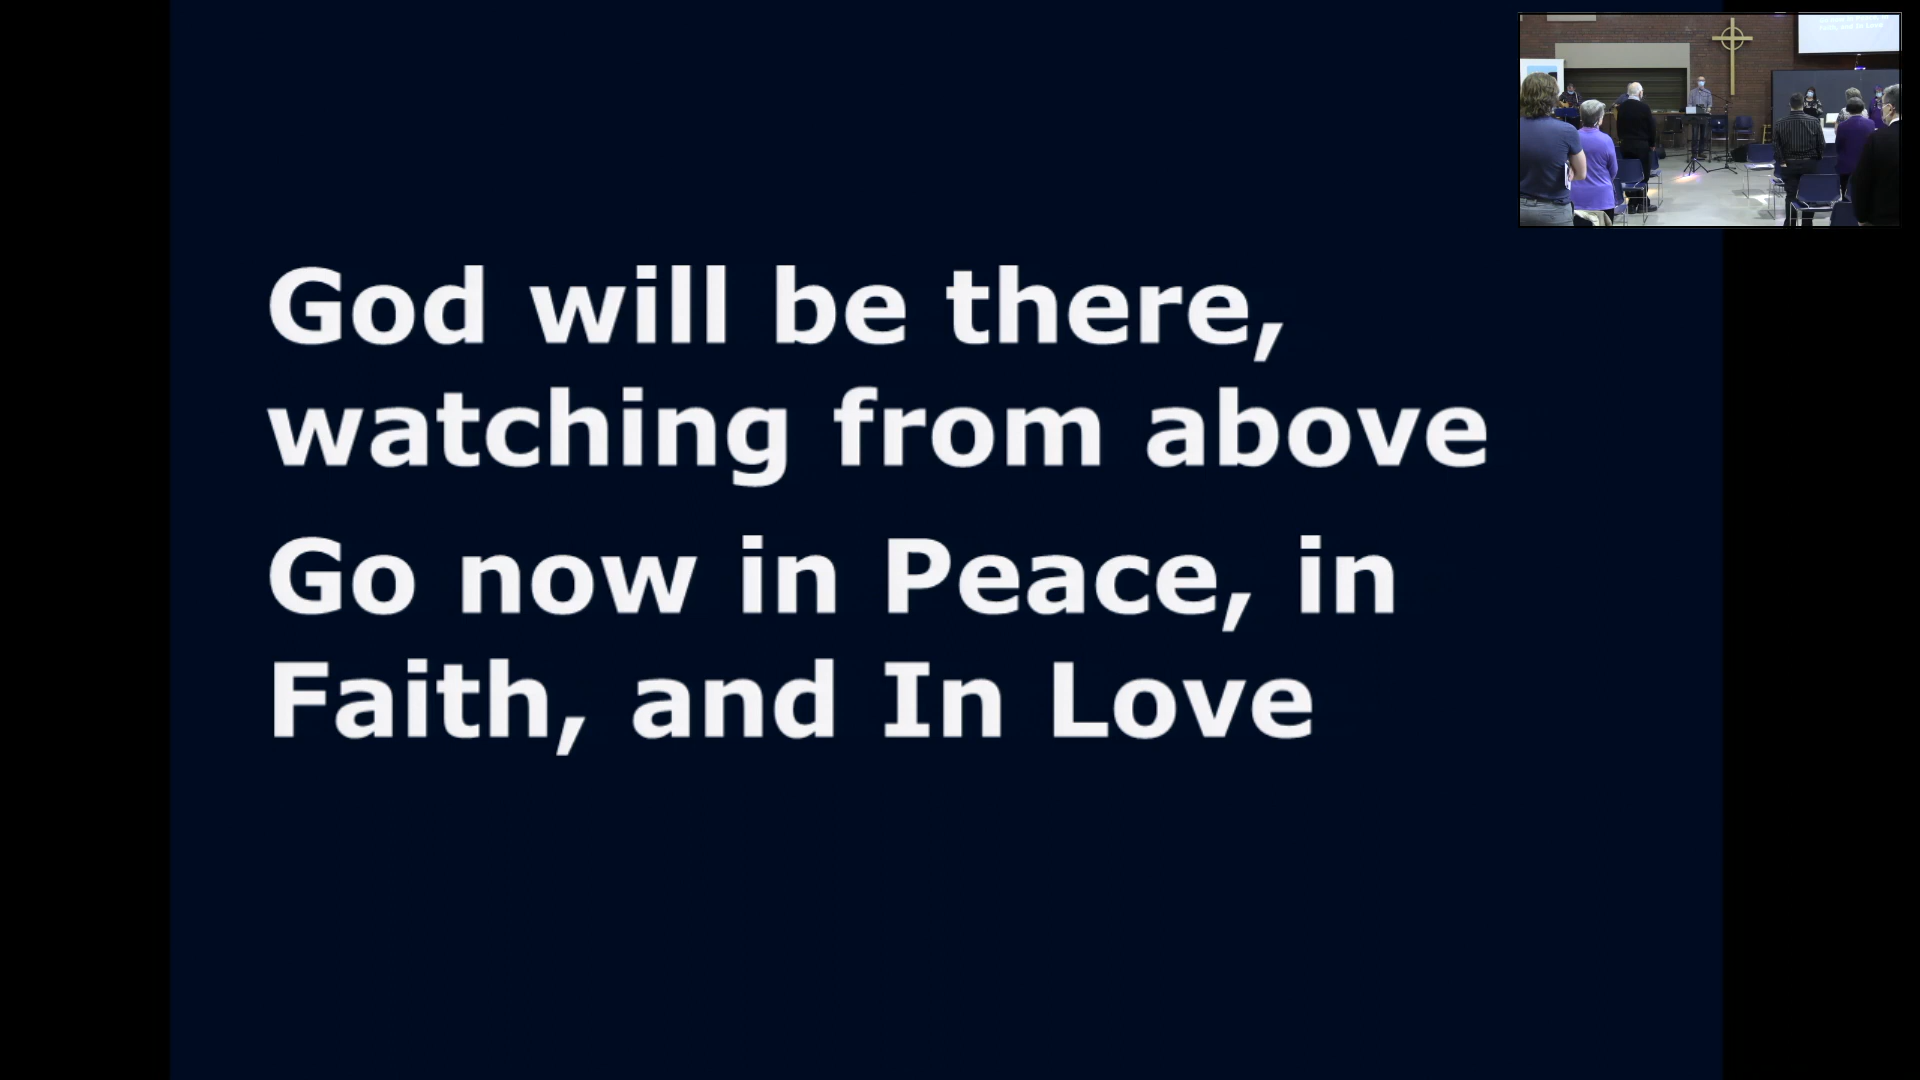 God will be there,
watching from above
Go now in Peace, in
Faith, and In Love